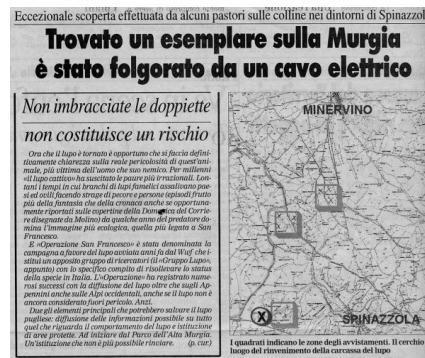 Eccezionale scoperta effettuata da alcuni pastori sulle colline nei dintorni di Spinazzol
Trovato un esemplare sulla Murgia
è stato folgorato da un cavo elettrico
Non imbracciate le doppiette
non costituisce un rischio
Ora che il lupo è tornato è opportuno che si faccia defini-
tivamente chiarezza sulla reale pericolosità di quest'ani-
male, più vittima dell'uomo che suo nemico. Per millenni
«il lupo cattivo» ha suscitato le paure più irrazionali. Lon-
tani i tempi in cui branchi di lupi famelici assalivano poe-
si ed ovili facendo strage di pecore e persone (episodi frutto
più della fantasia che della cronaca anche se opportuna-
mente riportati sulle copertine della Domenica del Corrie-
re disegnate da Molino) da qualche anno del predatore domo-
na l'immagine più ecologica, quella più legata a San
Francesco.
E «Operazione San Francesco» è stata denominata la
campagna a favore del lupo avviata anni fa dal Wwf che isti-
tuì un apposito gruppo di ricercatori (il «Gruppo Lupo»,
appunto) con lo specifico compito di risollevare lo status
della specie in Italia. L'«Operazione» ha registrato nume-
rosi successi con la diffusione del lupo oltre che sugli Ap-
pennini anche sulle Alpi occidentali, anche se il lupo non è
ancora considerato fuori pericolo. Anzi.
Due gli elementi principali che potrebbero salvare il lupo
pugliese: diffusione delle informazioni possibile su tutto
quel che riguarda il comportamento del lupo e istituzione
di aree protette. Ad iniziare dal Parco dell'Alta Murgia.
Un'istituzione che non è più possibile rinviare. (p. cur.)
MINERVINO
X
SPINAZZOLA
I quadrati indicano le zone degli avvistamenti. Il cerchio
luogo del rinvenimento della carcassa del lupo